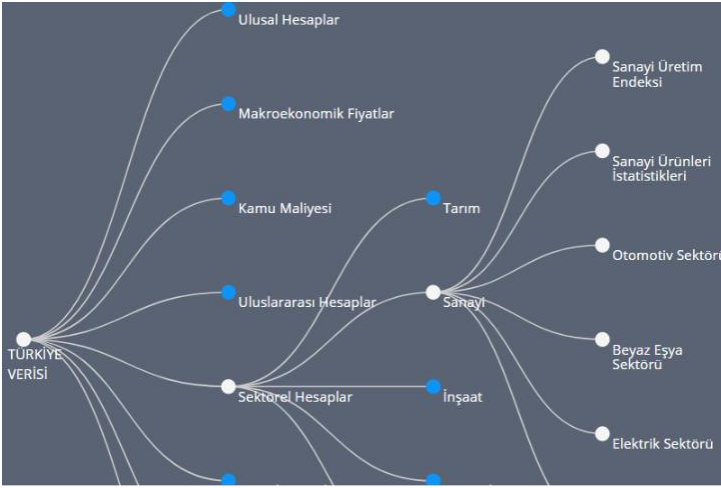 Ulusal Hesaplar
Makroekonomik Fiyatlar
Kamu Maliyesi
Uluslararası Hesaplar
TÜRKİYE
VERİSİ
Sektörel Hesaplar
Tarım
Sanayi
İnşaat
Sanayi Üretim
Endeksi
Sanayi Ürünleri
İstatistikleri
Otomotiv Sektörü
Beyaz Eşya
Sektörü
Elektrik Sektörü